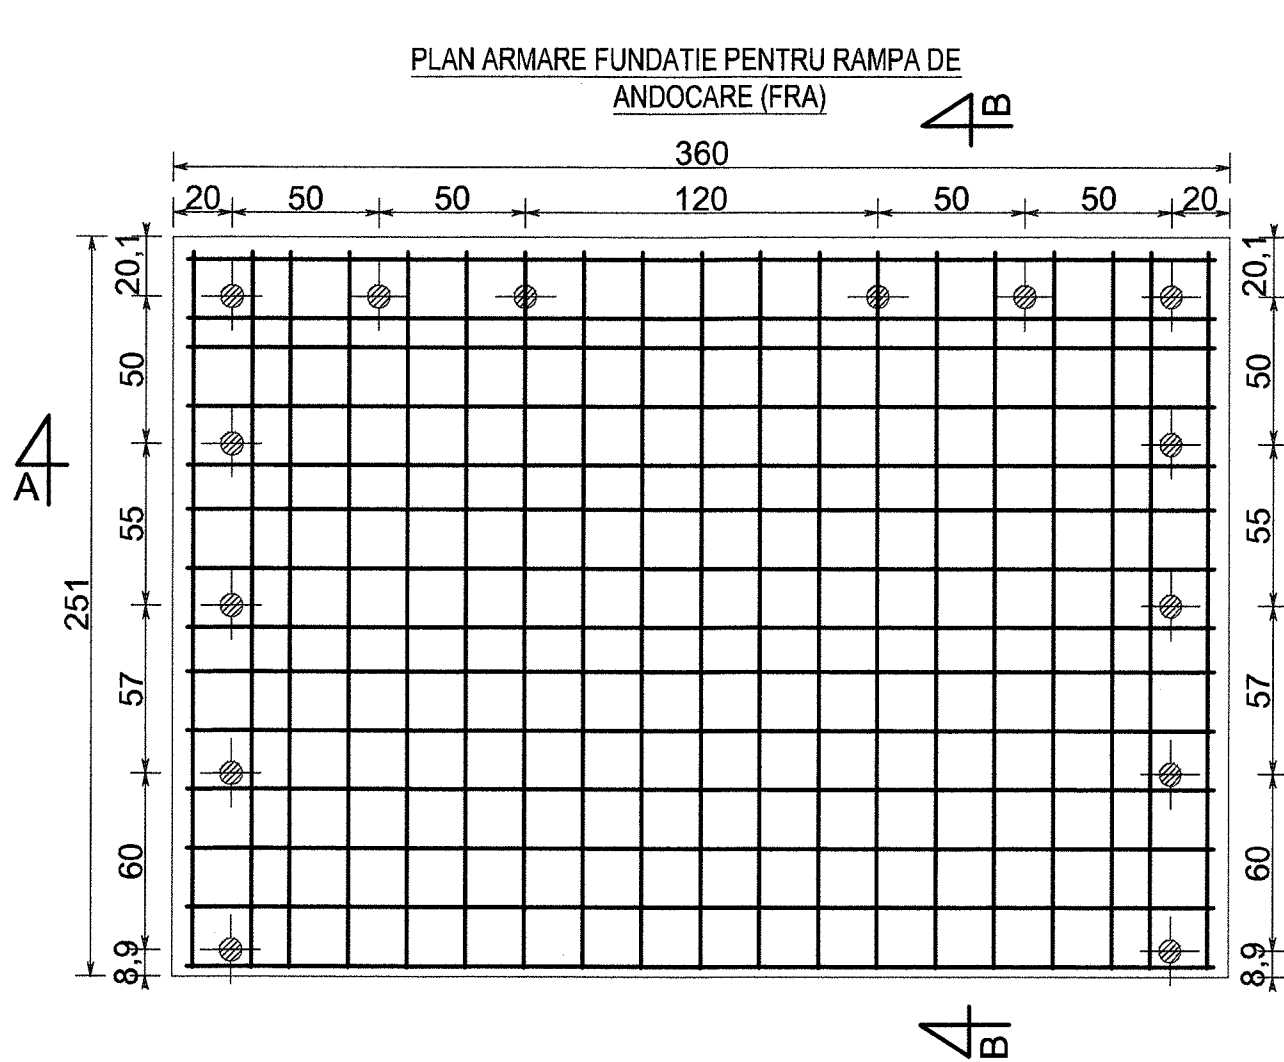 PLAN ARMARE FUNDATIE PENTRU RAMPA DE
ANDOCARE (FRA)
B
360
20 50 50 120 50 50 20
20,1 20,1
50 50
A
55 55
251
57 57
60 60
8,9 8,9
B